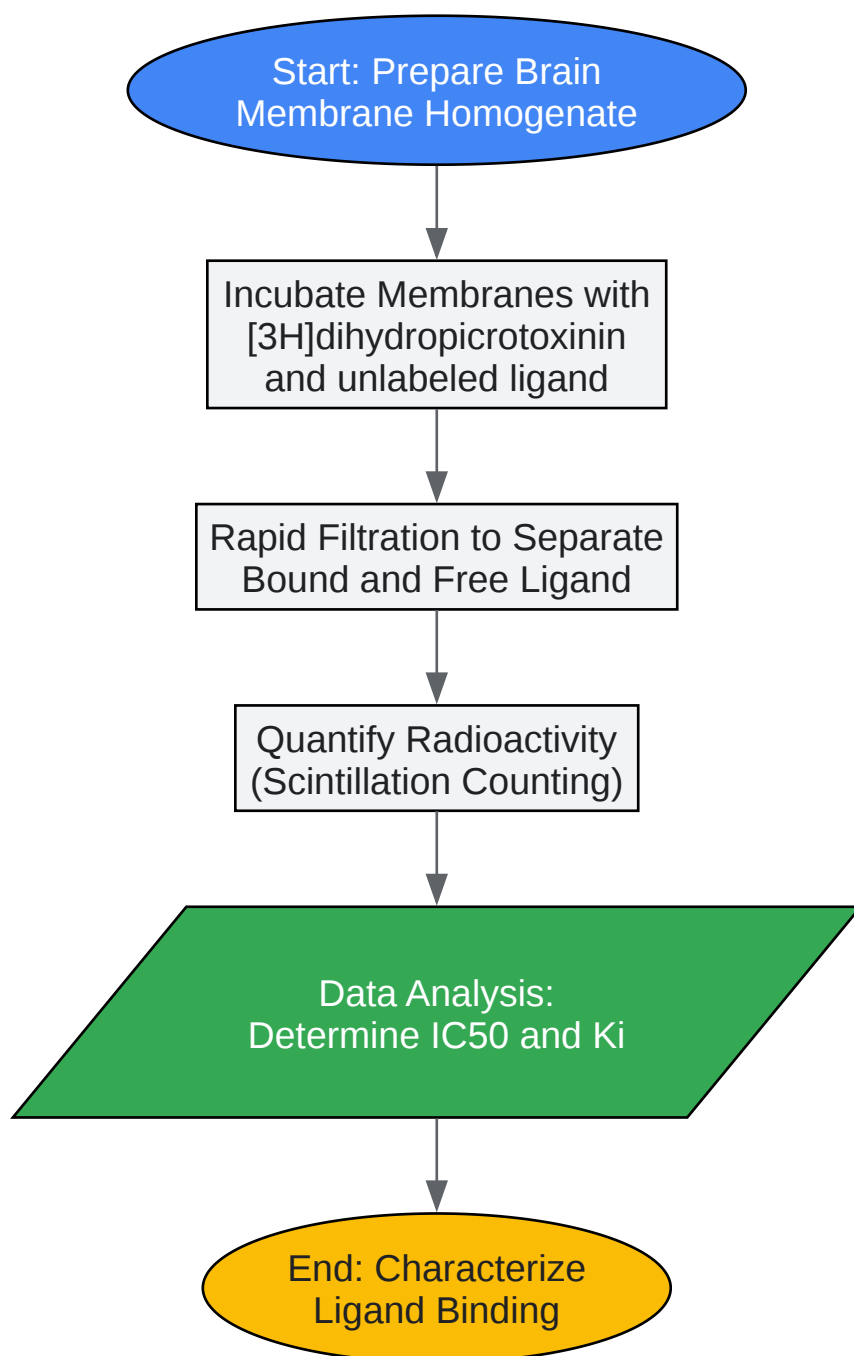 Start: Prepare Brain
Membrane Homogenate
Incubate Membranes with
[3H]dihydropicrotoxinin
and unlabeled ligand
Rapid Filtration to Separate
Bound and Free Ligand
Quantify Radioactivity
(Scintillation Counting)
Data Analysis:
Determine IC50 and Ki
End: Characterize
Ligand Binding